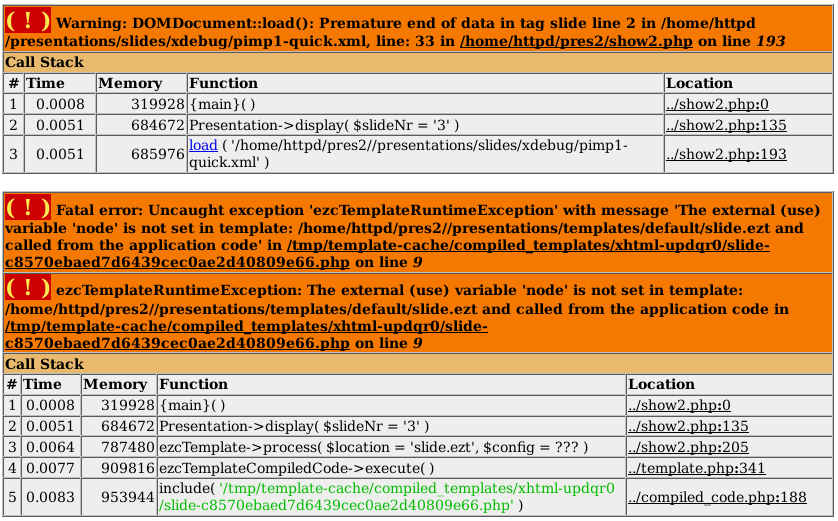 ( ! ) Warning: DOMDocument::load(): Premature end of data in tag slide line 2 in /home/httpd
/presentations/slides/xdebug/pimp1-quick.xml, line: 33 in /home/httpd/pres2/show2.php on line 193
Call Stack
# Time Memory Function Location
1 0.0008 319928 {main}( ) ../show2.php:0
2 0.0051 684672 Presentation->display( $slideNr = '3' ) ../show2.php:135
3 0.0051 685976 load ( '/home/httpd/pres2//presentations/slides/xdebug/pimp1-
quick.xml' ) ../show2.php:193
( ! ) Fatal error: Uncaught exception 'ezcTemplateRuntimeException' with message 'The external (use)
variable 'node' is not set in template: /home/httpd/pres2//presentations/templates/default/slide.ezt and
called from the application code' in /tmp/template-cache/compiled_templates/xhtml-updqr0/slide-
c8570ebaed7d6439cec0ae2d40809e66.php on line 9
( ! ) ezcTemplateRuntimeException: The external (use) variable 'node' is not set in template:
/home/httpd/pres2//presentations/templates/default/slide.ezt and called from the application code in
/tmp/template-cache/compiled_templates/xhtml-updqr0/slide-
c8570ebaed7d6439cec0ae2d40809e66.php on line 9
Call Stack
# Time Memory Function Location
1 0.0008 319928 {main}( ) ../show2.php:0
2 0.0051 684672 Presentation->display( $slideNr = '3' ) ../show2.php:135
3 0.0064 787480 ezcTemplate->process( $location = 'slide.ezt', $config = ??? ) ../show2.php:205
4 0.0077 909816 ezcTemplateCompiledCode->execute( ) ../template.php:341
5 0.0083 953944 include( '/tmp/template-cache/compiled_templates/xhtml-updqr0
/slide-c8570ebaed7d6439cec0ae2d40809e66.php' ) ../compiled_code.php:188